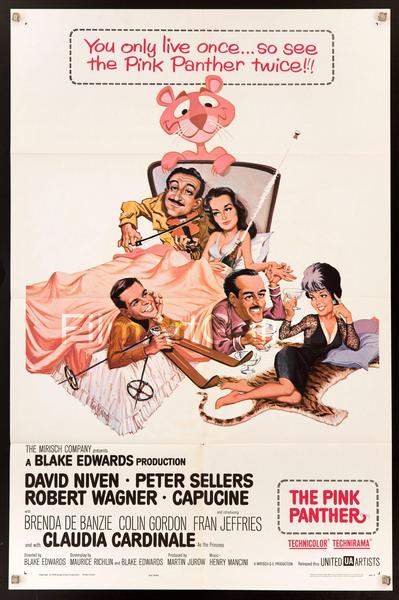 You only live once...so see
the Pink Panther twice!!!
THE MIRISCH COMPANY presents
A BLAKE EDWARDS PRODUCTION
DAVID NIVEN · PETER SELLERS
ROBERT WAGNER · CAPUCINE
with and introducing
BRENDA DE BANZIE COLIN GORDON FRAN JEFFRIES
and with CLAUDIA CARDINALE As the Princess
THE PINK
PANTHER
TECHNICOLOR® TECHNIRAMA®
Directed by BLAKE EDWARDS
Screenplay by MAURICE RICHLIN and BLAKE EDWARDS
Produced by MARTIN JUROW
Music- HENRY MANCINI
A MIRISCH-G-E PRODUCTION
Released thru UNITED UA ARTISTS